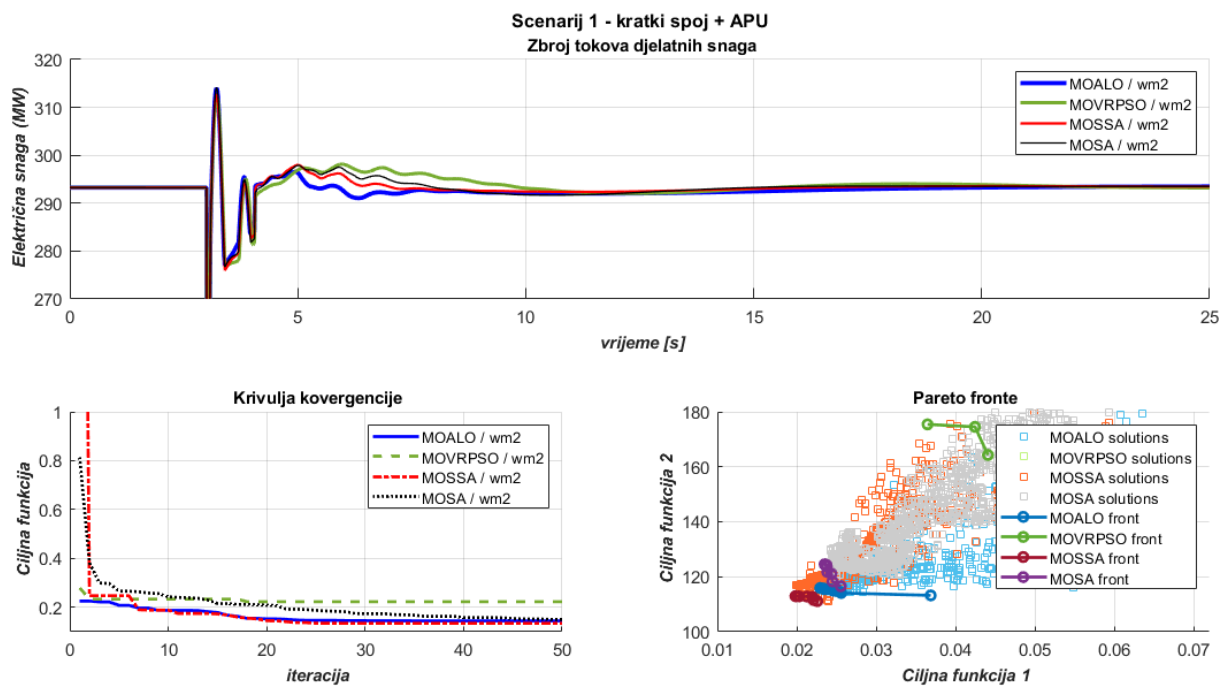 Scenarij 1 - kratki spoj + APU
Zbroj tokova djelatnih snaga
Električna snaga (MW)
320
310
300
290
280
270
0
5
10
15
20
25
vrijeme [s]
MOALO / wm2
MOVRPSO / wm2
MOSSA / wm2
MOSA / wm2
Krivulja kovergencije
Ciljna funkcija
1
0.8
0.6
0.4
0.2
0
10
20
30
40
50
iteracija
MOALO / wm2
MOVRPSO / wm2
MOSSA / wm2
MOSA / wm2
Pareto fronte
Ciljna funkcija 2
180
160
140
120
100
0.01
0.02
0.03
0.04
0.05
0.06
0.07
Ciljna funkcija 1
MOALO solutions
MOVRPSO solutions
MOSSA solutions
MOSA solutions
MOALO front
MOVRPSO front
MOSSA front
MOSA front